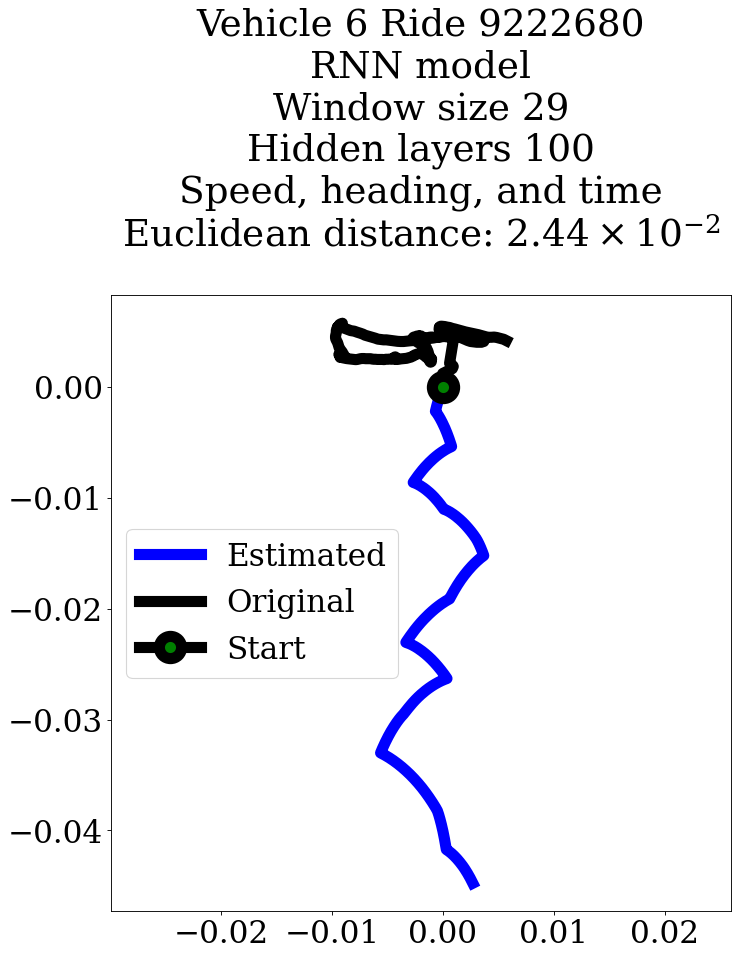 Vehicle 6 Ride 9222680
RNN model
Window size 29
Hidden layers 100
Speed, heading, and time
Euclidean distance: 2.44 × 10⁻²
0.00
−0.01
−0.02
−0.03
−0.04
Estimated
Original
Start
−0.02 −0.01 0.00 0.01 0.02